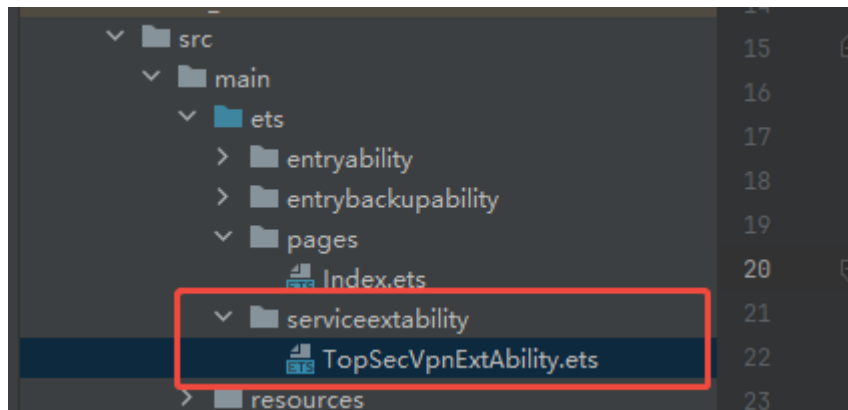 src
15
main
16
ets
17
entryability
18
entrybackupability
19
pages
20
Index.ets
serviceextability
21
TopSecVpnExtAbility.ets
22
resources
23